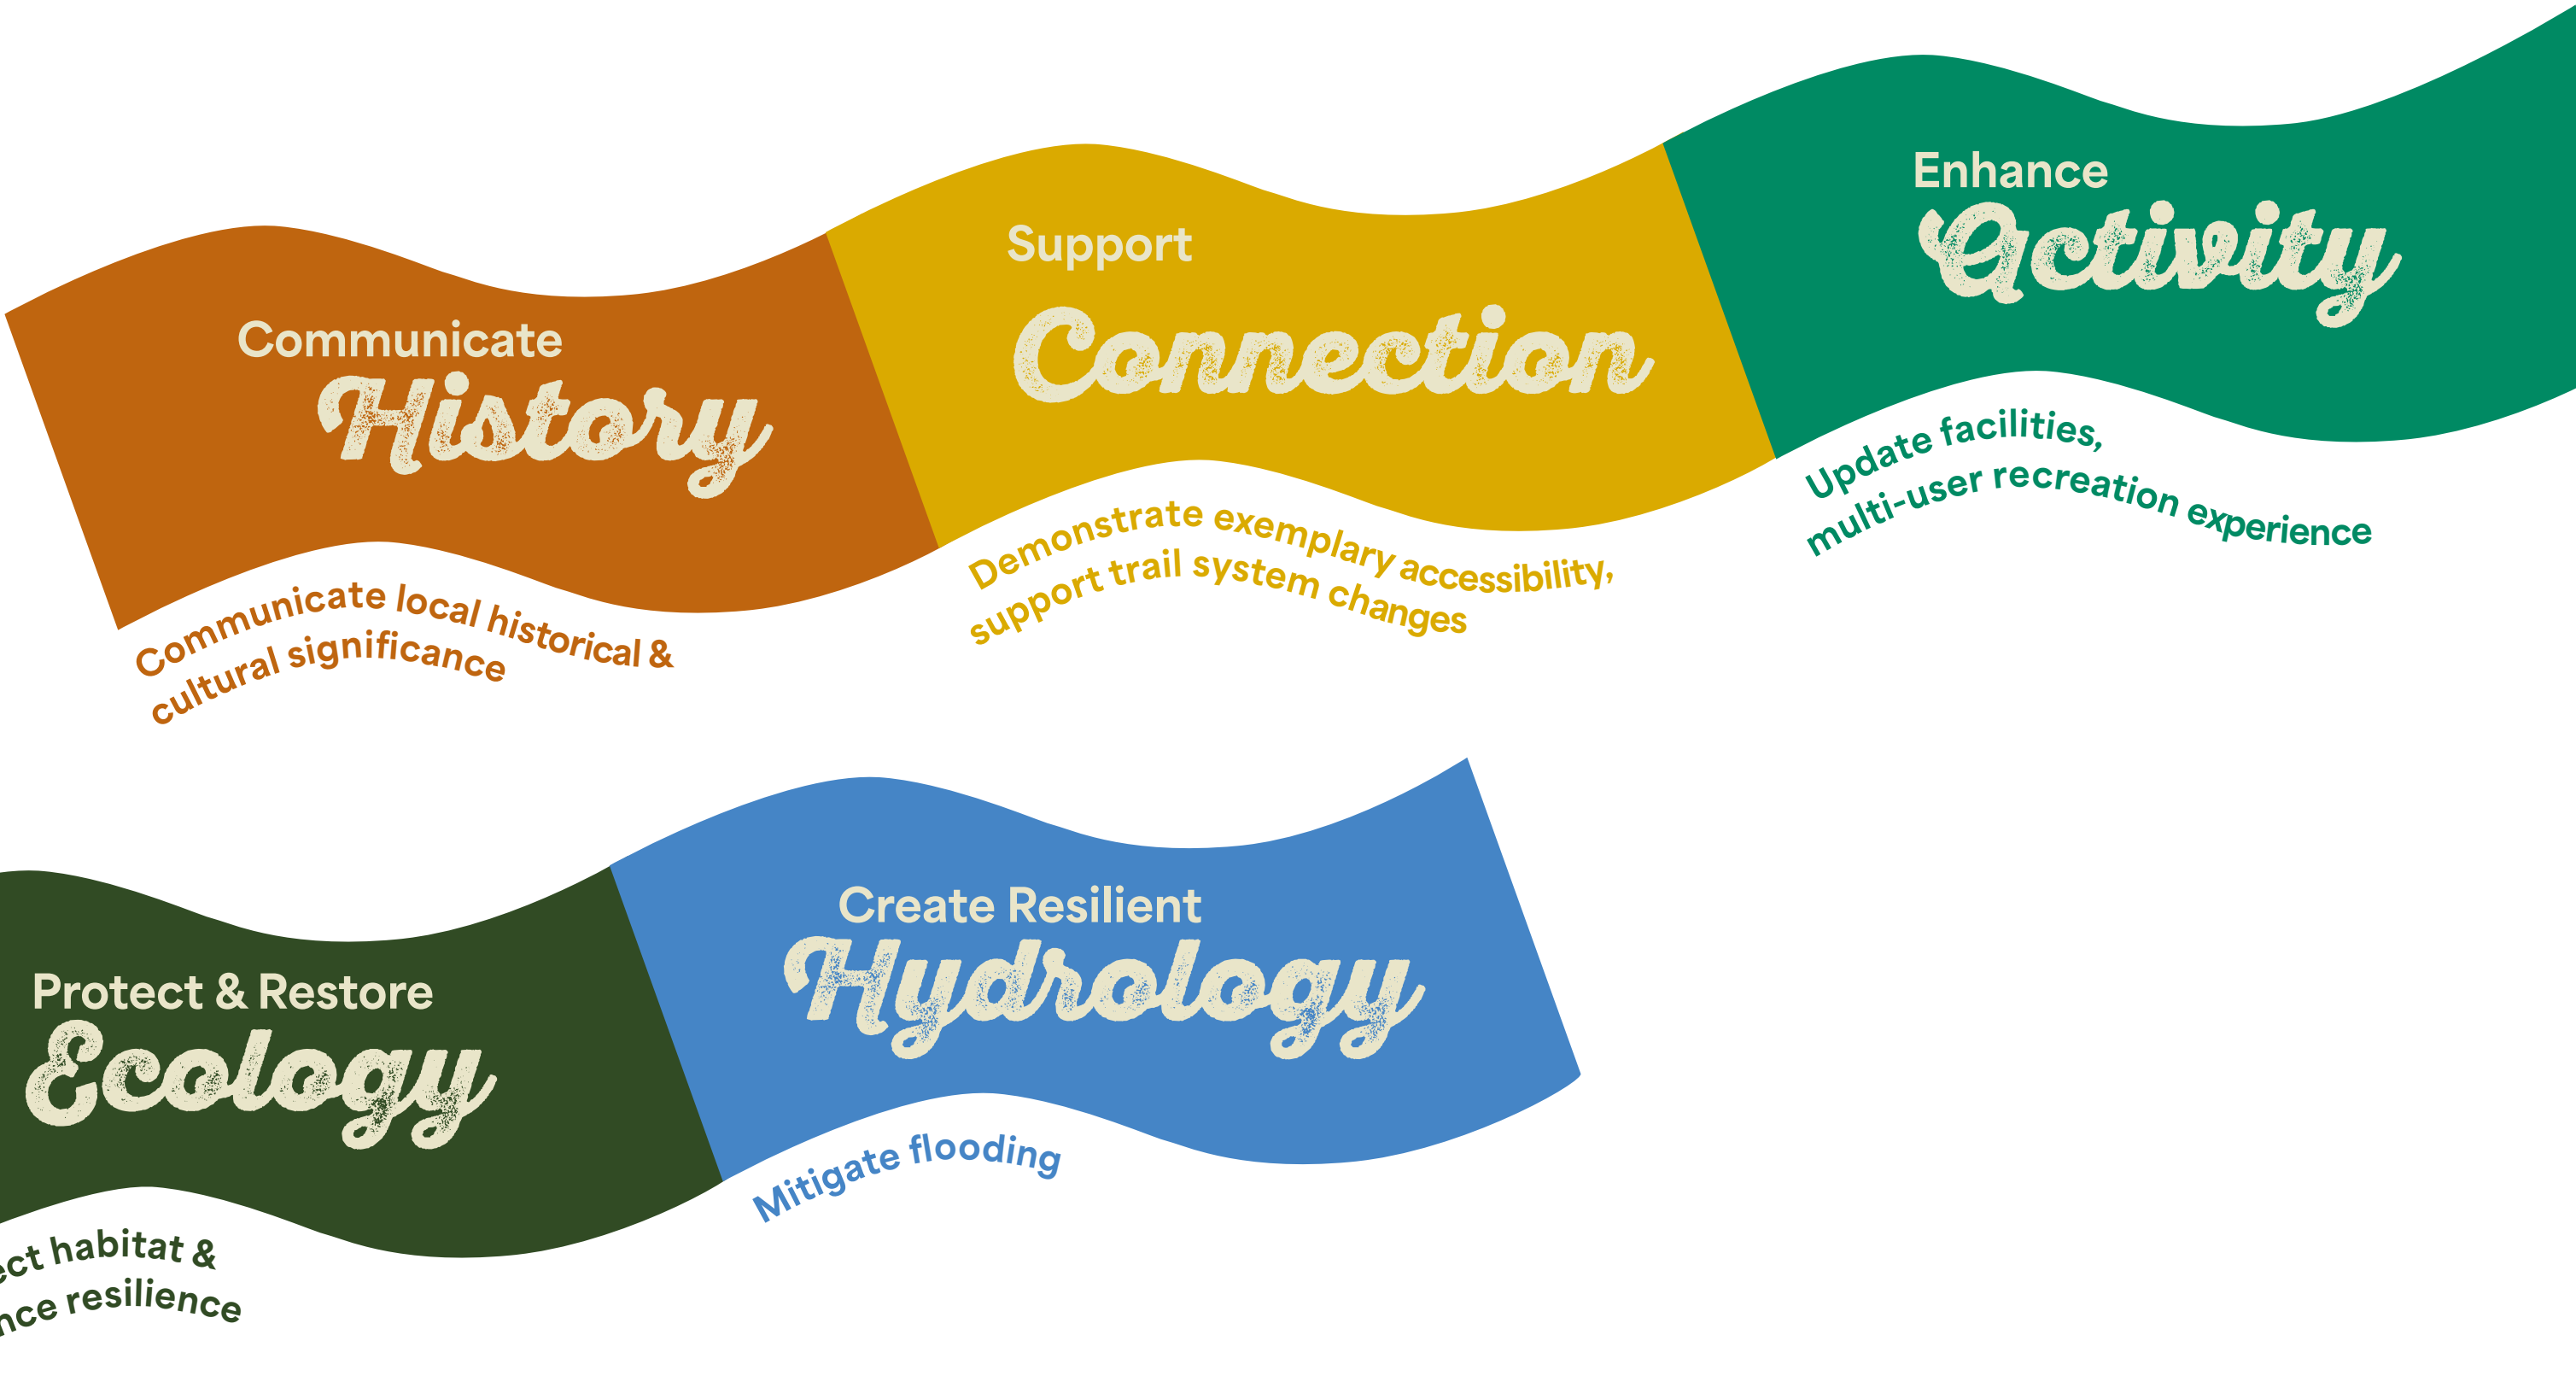 Communicate
History
Communicate local historical &
cultural significance
Support
Connection
Demonstrate exemplary accessibility,
support trail system changes
Enhance
Activity
Update facilities,
multi-user recreation experience
Protect & Restore
Ecology
habitat &
resilience
Create Resilient
Hydrology
Mitigate flooding